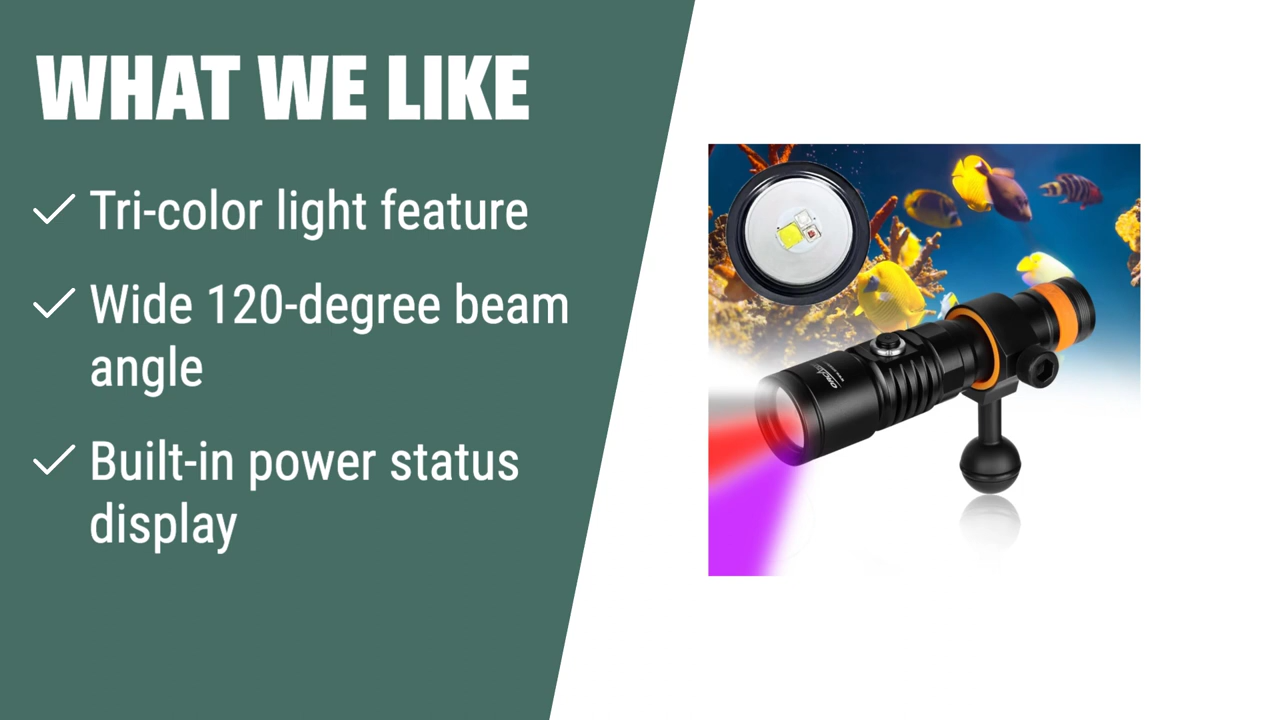 WHAT WE LIKE
Tri-color light feature
Wide 120-degree beam
angle
Built-in power status
display